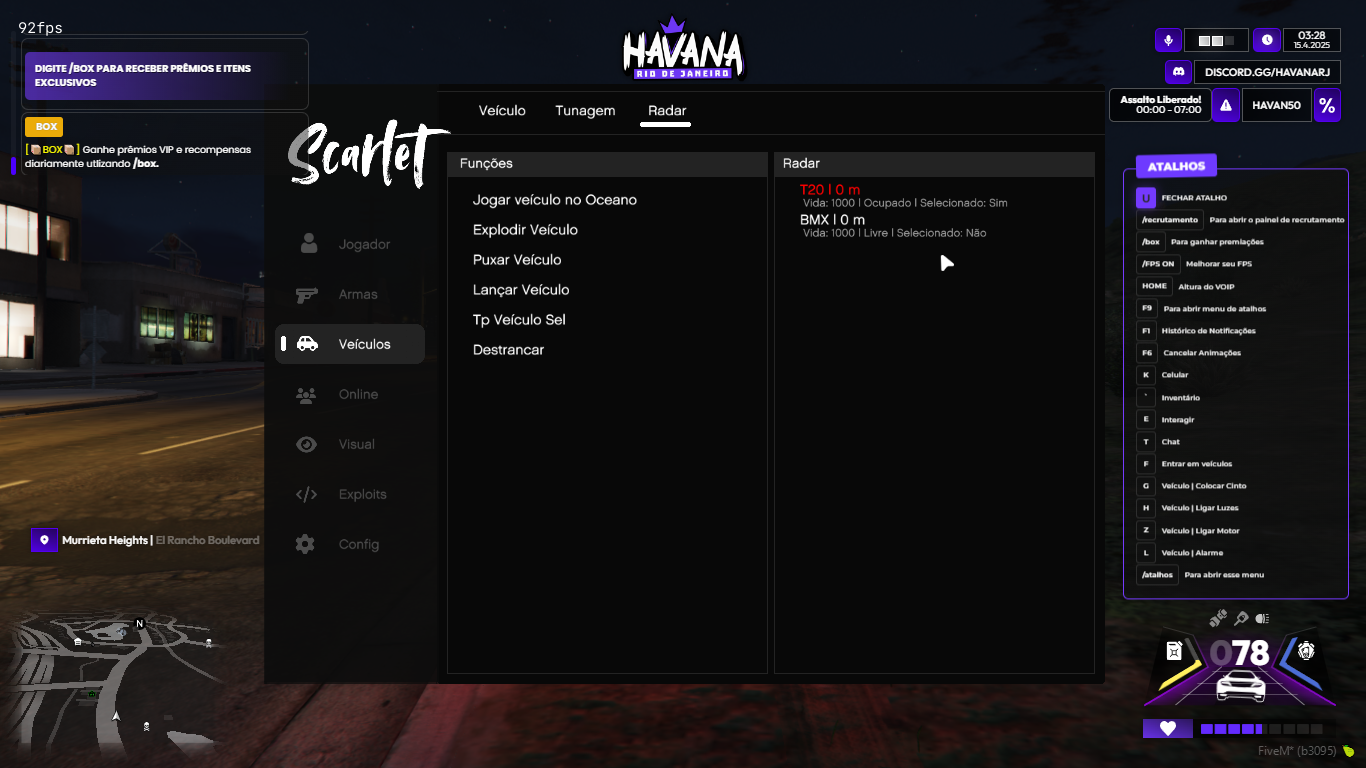 92fps
DIGITE /BOX PARA RECEBER PRÊMIOS E ITENS
EXCLUSIVOS
BOX
[📦BOX📦] Ganhe prêmios VIP e recompensas
diariamente utlizando /box.
HAVANA
RIO DE JANEIRO
03:28
15.4.2025
DISCORD.GG/HAVANARJ
Assalto Liberado!
00:00 - 07:00
HAVAN50
%
Scarlet
Jogador
Armas
Veículos
Online
Visual
Exploits
Config
Veículo
Tunagem
Radar
Funções
Jogar veículo no Oceano
Explodir Veículo
Puxar Veículo
Lançar Veículo
Tp Veículo Sel
Destrancar
Radar
T20 | 0 m
Vida: 1000 | Ocupado | Selecionado: Sim
BMX | 0 m
Vida: 1000 | Livre | Selecionado: Não
ATALHOS
U FECHAR ATALHO
/recrutamento Para abrir o painel de recrutamento
/box Para ganhar premiações
/FPS ON Melhorar seu FPS
HOME Altura do VOIP
F9 Para abrir menu de atalhos
F1 Histórico de Notificações
F6 Cancelar Animações
K Celular
` Inventário
E Interagir
T Chat
F Entrar em veículos
G Veículo | Colocar Cinto
H Veículo | Ligar Luzes
Z Veículo | Ligar Motor
L Veículo | Alarme
/atalhos Para abrir esse menu
Murrieta Heights | El Rancho Boulevard
N
078
FiveM* (b3095)